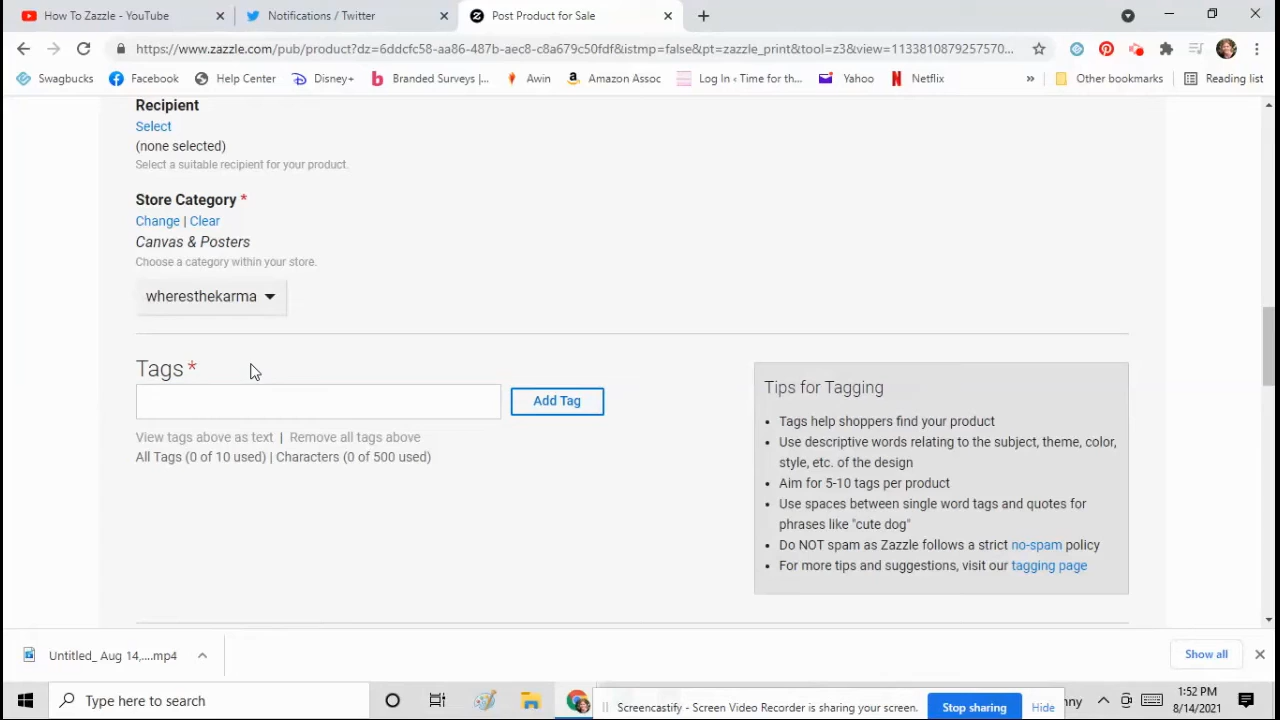 How To Zazzle - YouTube
Notifications / Twitter
Post Product for Sale
https://www.zazzle.com/pub/product?dz=6ddcfc58-aa86-487b-aec8-c8a679c50fdf&istmp=false&pt=zazzle_print&tool=z3&view=1133810879257570...
Swagbucks
Facebook
Help Center
Disney+
Branded Surveys |...
Awin
Amazon Assoc
Log In ‹ Time for th...
Yahoo
Netflix
»
Other bookmarks
Reading list
Recipient
Select
(none selected)
Select a suitable recipient for your product.
Store Category *
Change | Clear
Canvas & Posters
Choose a category within your store.
wheresthekarma
Tags *
Add Tag
View tags above as text | Remove all tags above
All Tags (0 of 10 used) | Characters (0 of 500 used)
Tips for Tagging
• Tags help shoppers find your product
• Use descriptive words relating to the subject, theme, color,
style, etc. of the design
• Aim for 5-10 tags per product
• Use spaces between single word tags and quotes for
phrases like "cute dog"
• Do NOT spam as Zazzle follows a strict no-spam policy
• For more tips and suggestions, visit our tagging page
Untitled_ Aug 14,....mp4
Show all
Type here to search
Screencastify - Screen Video Recorder is sharing your screen.
Stop sharing
Hide
nny
1:52 PM
8/14/2021